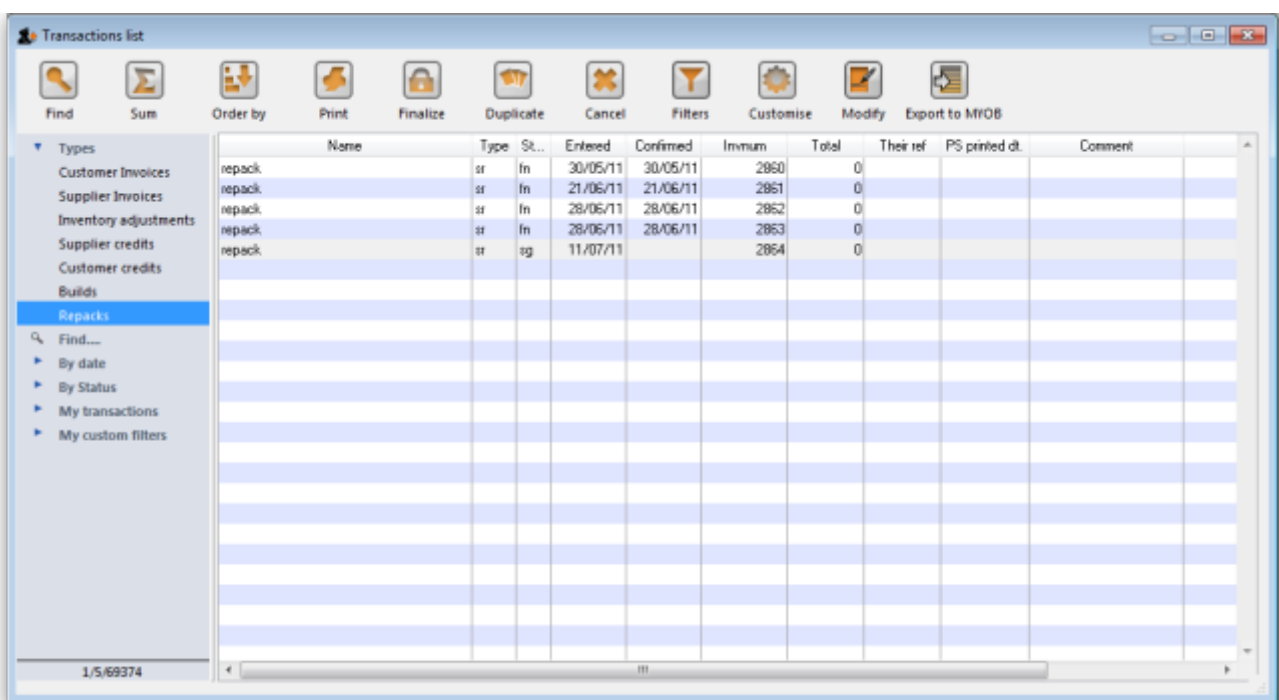 Transactions list
Find Sum Order by Print Finalize Duplicate Cancel Filters Customise Modify Export to MYOB
Types
Customer Invoices
Supplier Invoices
Inventory adjustments
Supplier credits
Customer credits
Builds
Repacks
Find....
By date
By Status
My transactions
My custom filters
1/5/69374
Name Type St... Entered Confirmed Invnum Total Their ref PS printed dt. Comment
repack sr fn 30/05/11 30/05/11 2860 0
repack sr fn 21/06/11 21/06/11 2861 0
repack sr fn 28/06/11 28/06/11 2862 0
repack sr fn 28/06/11 28/06/11 2863 0
repack sr sg 11/07/11 2864 0